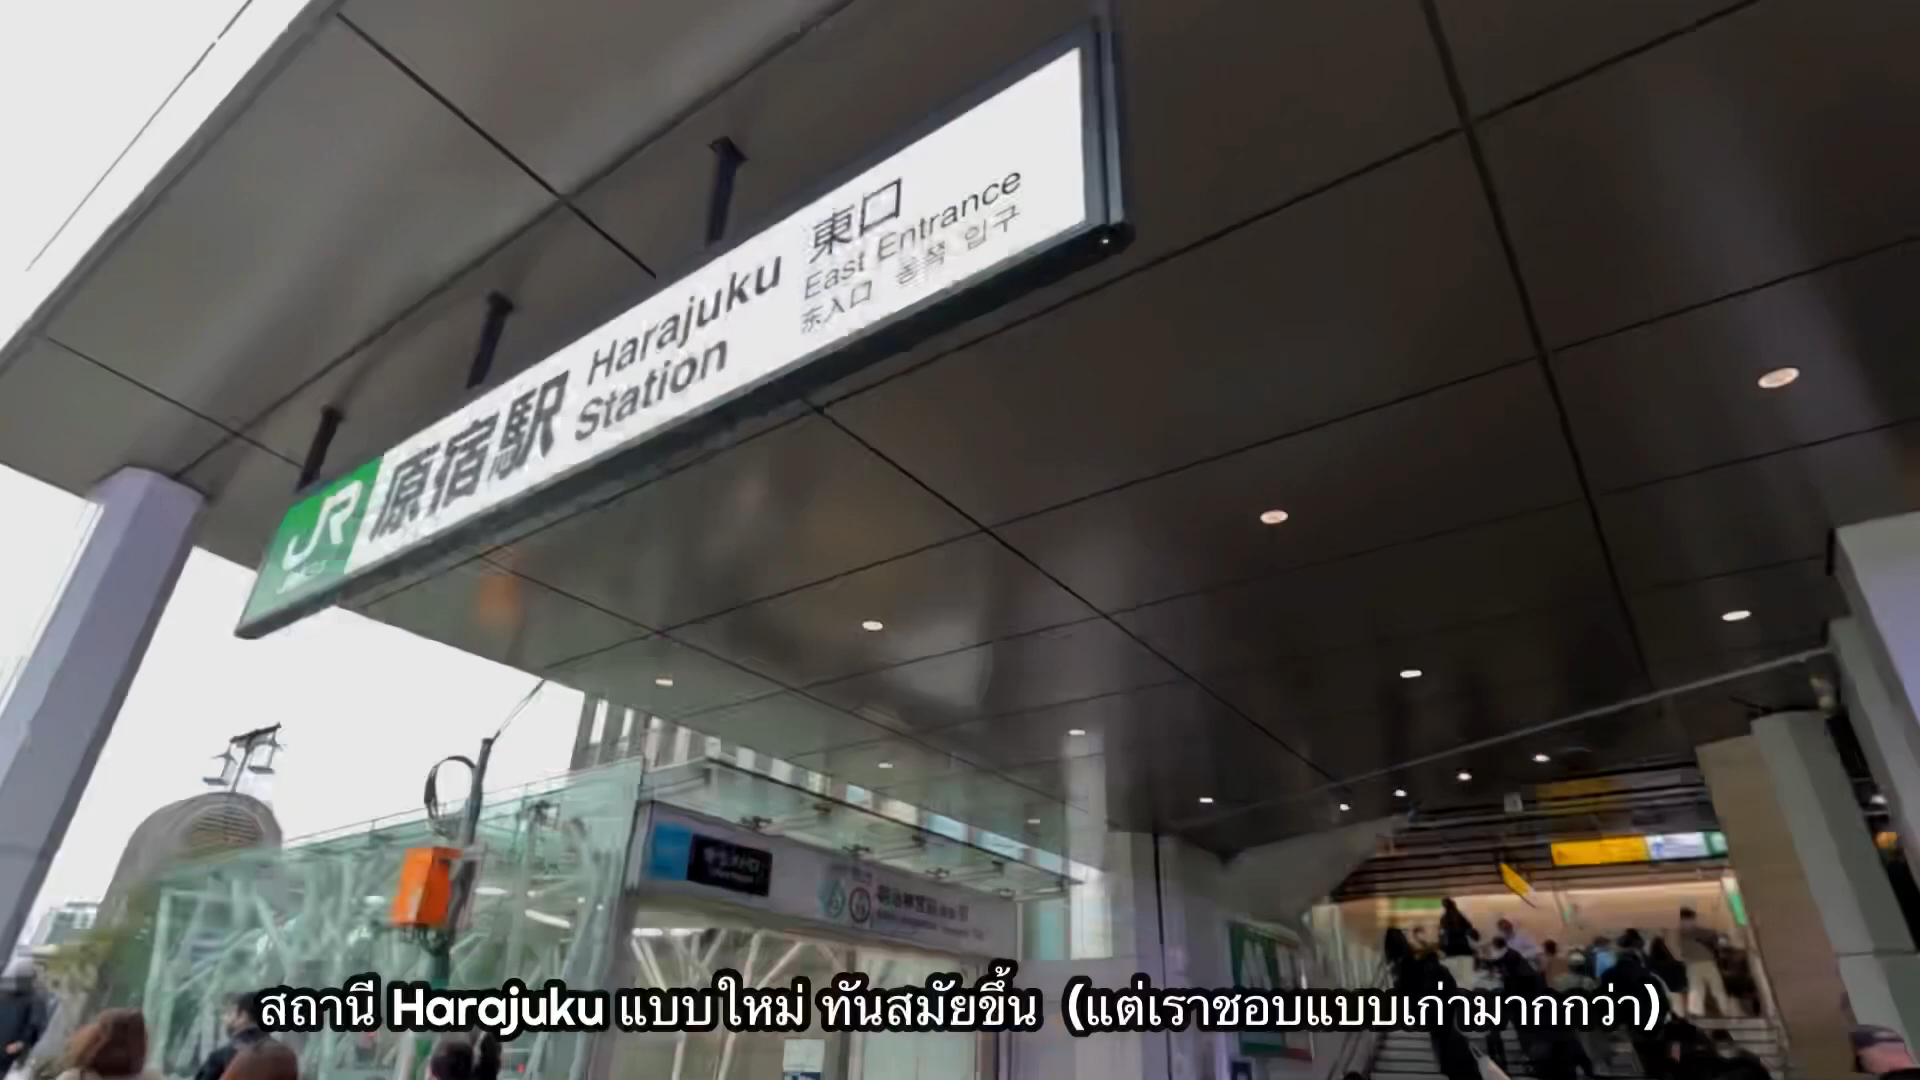 JR
原宿駅
Harajuku
Station
東口
East Entrance
东入口 동쪽 입구
สถานี Harajuku แบบใหม่ ทันสมัยขึ้น (แต่เราชอบแบบเก่ามากกว่า)